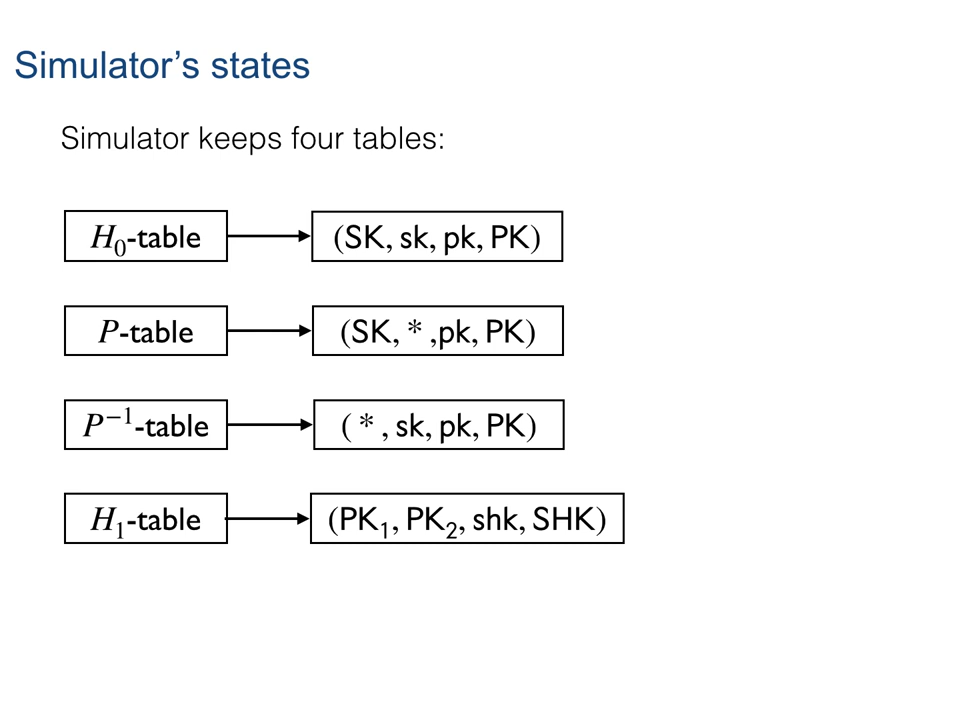 Simulator’s states
Simulator keeps four tables:
H₀-table (SK, sk, pk, PK)
P-table (SK, * ,pk, PK)
P⁻¹-table ( * , sk, pk, PK)
H₁-table (PK₁, PK₂, shk, SHK)